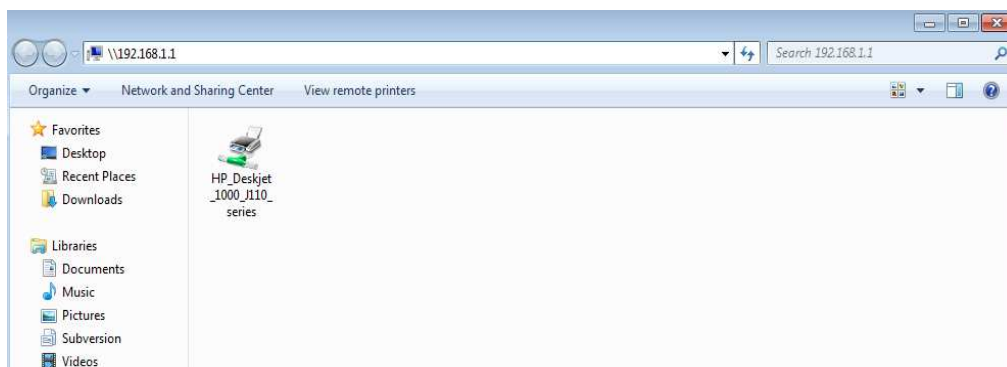 \\192.168.1.1
Search 192.168.1.1
Organize Network and Sharing Center View remote printers
Favorites
Desktop
Recent Places
Downloads
Libraries
Documents
Music
Pictures
Subversion
Videos
HP_Deskjet
_1000_J110_
series